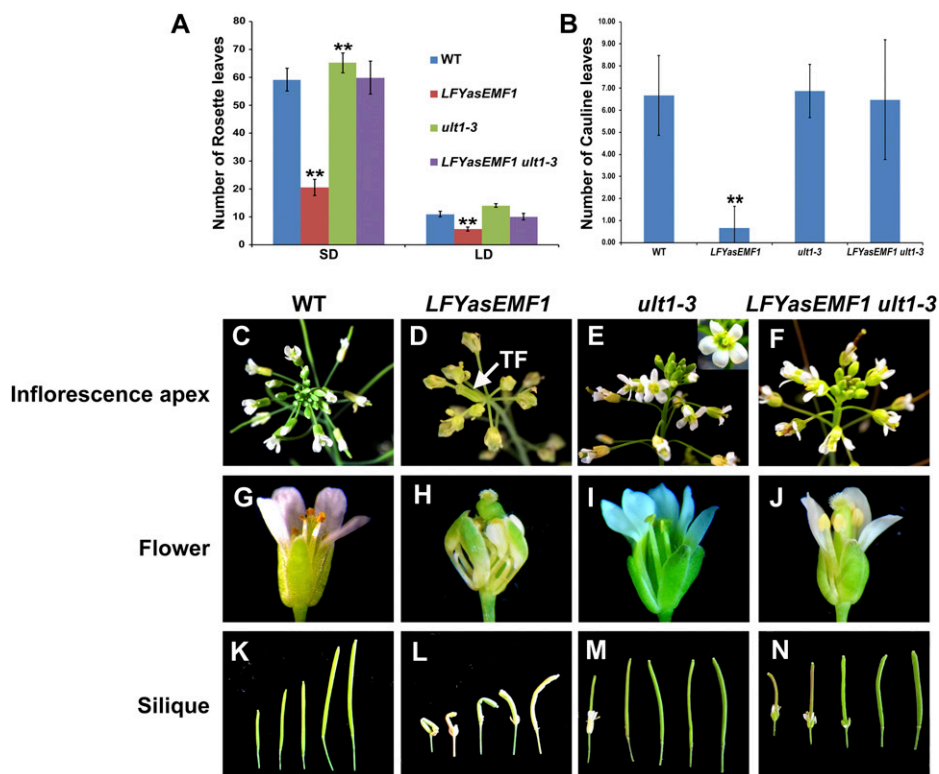 A
Number of Rosette leaves
80
70
60
50
40
30
20
10
0
**
**
**
SD
LD
WT
LFYasEMF1
ult1-3
LFYasEMF1 ult1-3
B
Number of Cauline leaves
10.00
9.00
8.00
7.00
6.00
5.00
4.00
3.00
2.00
1.00
0.00
**
WT
LFYasEMF1
ult1-3
LFYasEMF1 ult1-3
WT
LFYasEMF1
ult1-3
LFYasEMF1 ult1-3
Inflorescence apex
C
D
TF
E
F
Flower
G
H
I
J
Silique
K
L
M
N